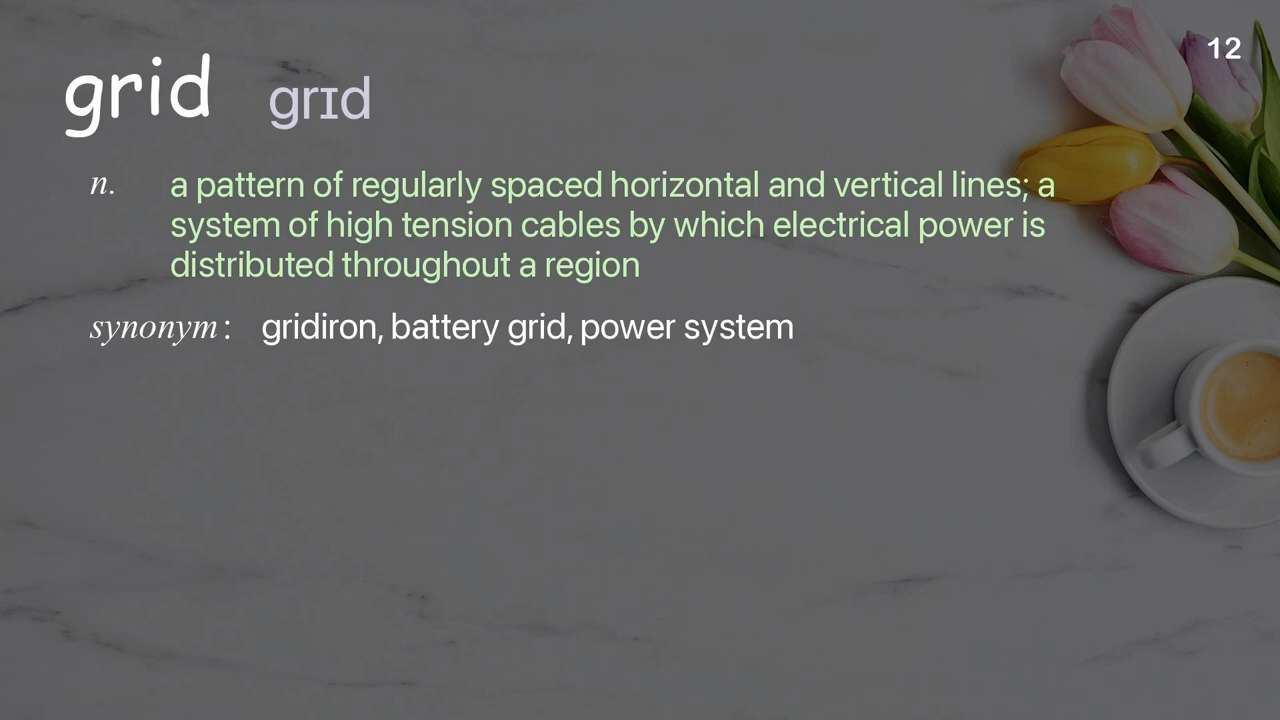 12
grid grɪd
n. a pattern of regularly spaced horizontal and vertical lines; a
system of high tension cables by which electrical power is
distributed throughout a region
synonym: gridiron, battery grid, power system